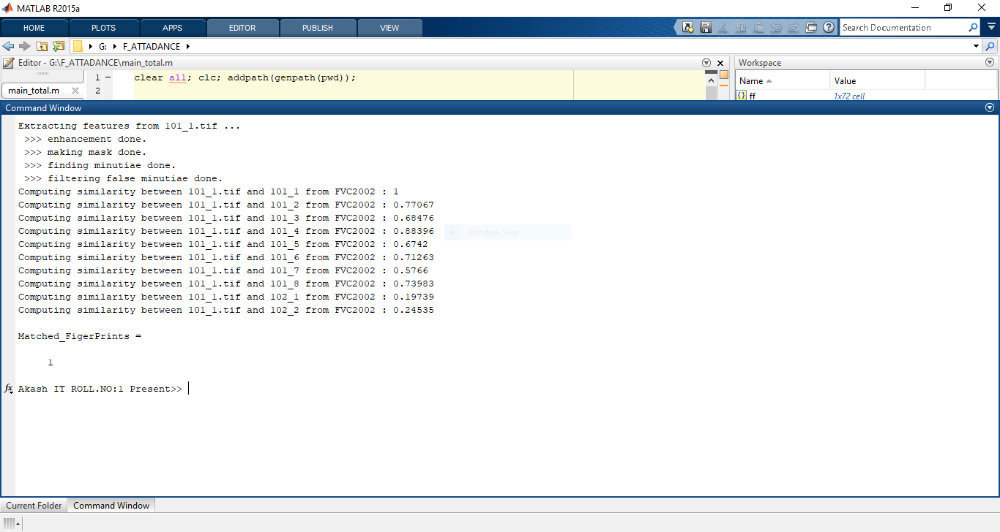 MATLAB R2015a
HOME PLOTS APPS EDITOR PUBLISH VIEW Search Documentation
G: F_ATTADANCE
Editor - G:\F_ATTADANCE\main_total.m Workspace
1 clear all; clc; addpath(genpath(pwd)); Name Value
main_total.m 2 ff 1x72 cell
Command Window
Extracting features from 101_1.tif ...
>>> enhancement done.
>>> making mask done.
>>> finding minutiae done.
>>> filtering false minutiae done.
Computing similarity between 101_1.tif and 101_1 from FVC2002 : 1
Computing similarity between 101_1.tif and 101_2 from FVC2002 : 0.77067
Computing similarity between 101_1.tif and 101_3 from FVC2002 : 0.68476
Computing similarity between 101_1.tif and 101_4 from FVC2002 : 0.88396 Window Snip
Computing similarity between 101_1.tif and 101_5 from FVC2002 : 0.6742
Computing similarity between 101_1.tif and 101_6 from FVC2002 : 0.71263
Computing similarity between 101_1.tif and 101_7 from FVC2002 : 0.5766
Computing similarity between 101_1.tif and 101_8 from FVC2002 : 0.73983
Computing similarity between 101_1.tif and 102_1 from FVC2002 : 0.19739
Computing similarity between 101_1.tif and 102_2 from FVC2002 : 0.24535
Matched_FigerPrints =
1
fx Akash IT ROLL.NO:1 Present>>
Current Folder Command Window